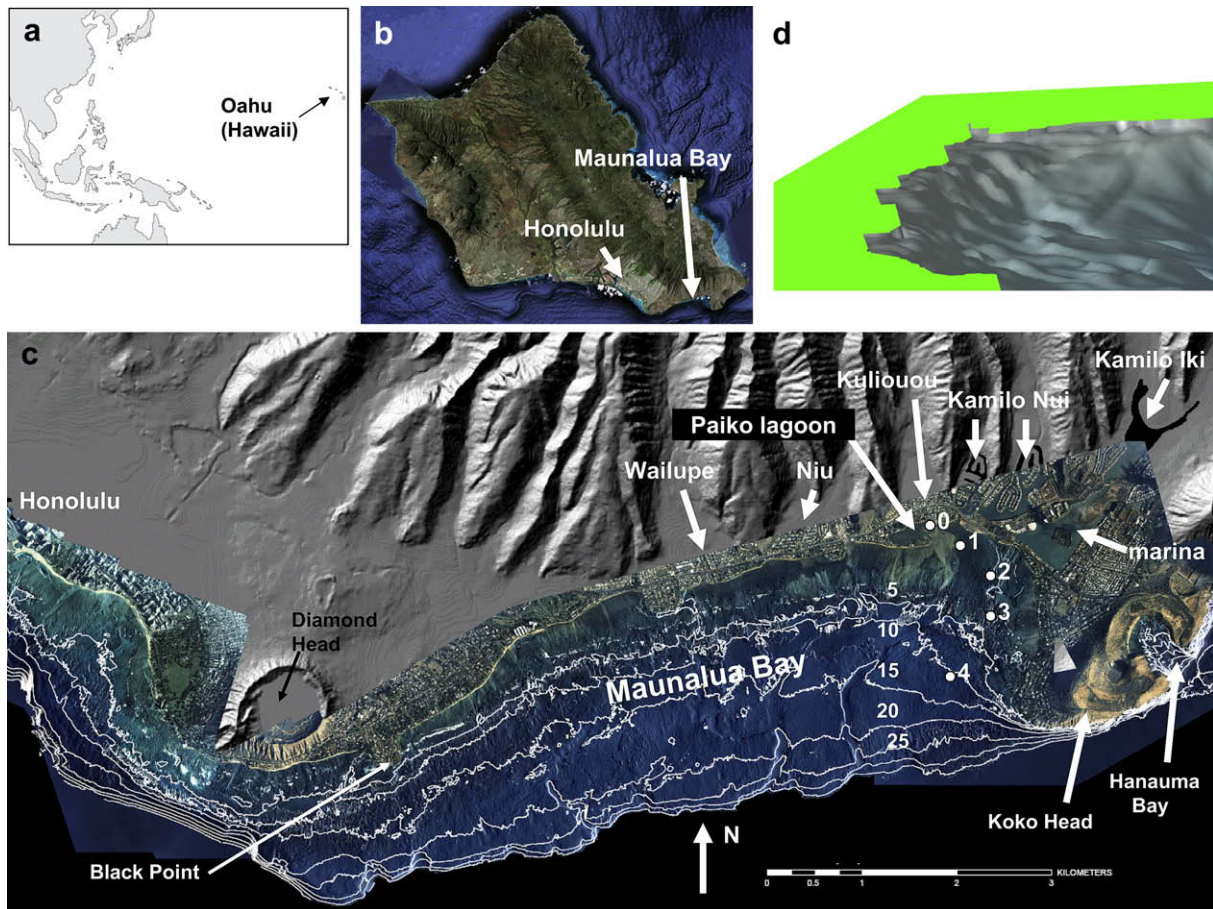 a
Oahu
(Hawaii)
b
Maunalua Bay
Honolulu
d
c
Kamilo Iki
Kuliouou
Kamilo Nui
Paiko lagoon
Wailupe
Niu
Honolulu
0
1
marina
2
5
3
Diamond
Head
10
Maunalua Bay
15
4
20
25
Hanauma
Bay
Koko Head
Black Point
N
KILOMETERS
0 0.5 1 2 3